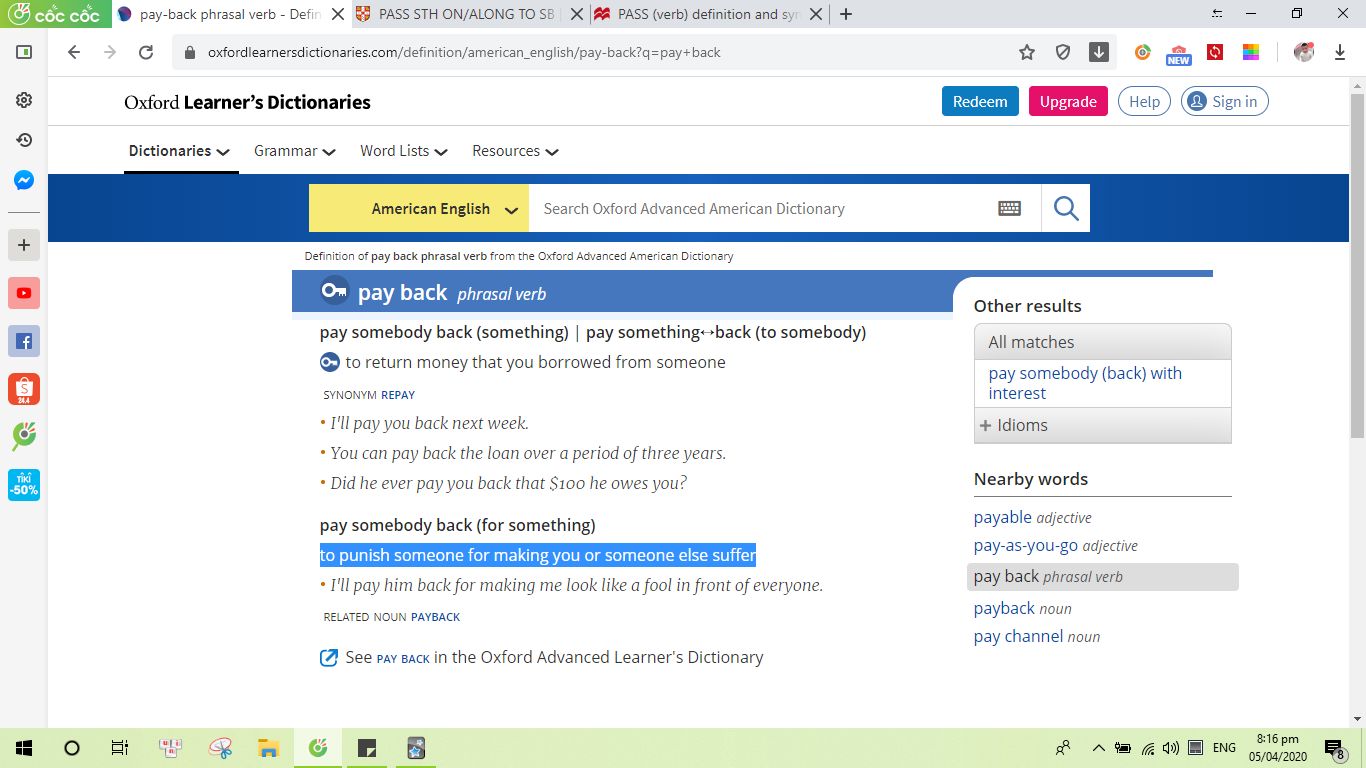 cốc cốc
pay-back phrasal verb - Defin
PASS STH ON/ALONG TO SB
PASS (verb) definition and syn
oxfordlearnersdictionaries.com/definition/american_english/pay-back?q=pay+back
NEW
Oxford Learner's Dictionaries
Redeem
Upgrade
Help
Sign in
Dictionaries
Grammar
Word Lists
Resources
American English
Search Oxford Advanced American Dictionary
Definition of pay back phrasal verb from the Oxford Advanced American Dictionary
pay back phrasal verb
pay somebody back (something) | pay something↔back (to somebody)
to return money that you borrowed from someone
SYNONYM REPAY
• I'll pay you back next week.
• You can pay back the loan over a period of three years.
• Did he ever pay you back that $100 he owes you?
pay somebody back (for something)
to punish someone for making you or someone else suffer
• I'll pay him back for making me look like a fool in front of everyone.
RELATED NOUN PAYBACK
See PAY BACK in the Oxford Advanced Learner's Dictionary
Other results
All matches
pay somebody (back) with
interest
+ Idioms
Nearby words
payable adjective
pay-as-you-go adjective
pay back phrasal verb
payback noun
pay channel noun
S
24.4
TIKI
-50%
ENG
8:16 pm
05/04/2020
8